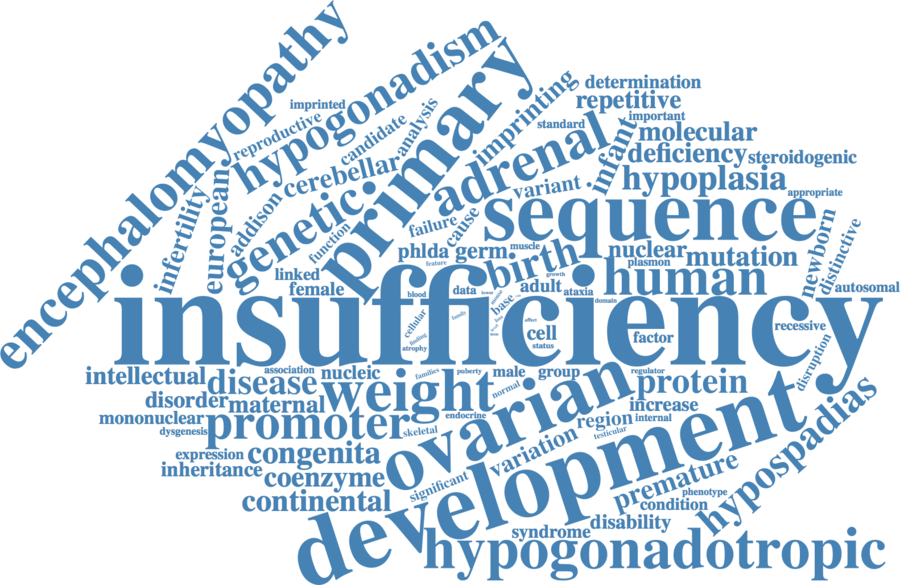 encephalomyopathy
imprinted
reproductive
hypogonadism
primary
candidate
analysis
cerebellar
imprinting
standard
determination
repetitive
important
infant
molecular
deficiency
steroidogenic
hypoplasia
appropriate
adrenal
variant
infertility
european
addison
genetic:
function
failure
cause
sequence
phlda
germ
muscle
feature
birth
nuclear
plasmon
mutation
newborn
distinctive
linked
female
adult
growth
ataxia
human
domain
autosomal
insufficiency
blood
data
base
cellular
family
finding
atrophy
effect
cell
status
factor
recessive
disruption
intellectual
association
nucleic
families
puberty
male
group
regulator
disease
weight
normal
protein
disorder
maternal
ovarian
increase
mononuclear
promoter
endocrine
region
internal
dysgenesis
skeletal
testicular
expression
congenita
variation
development
hypospadias
inheritance
coenzyme
significant
premature
phenotype
continental
condition
syndrome
disability
hypogonadotropic